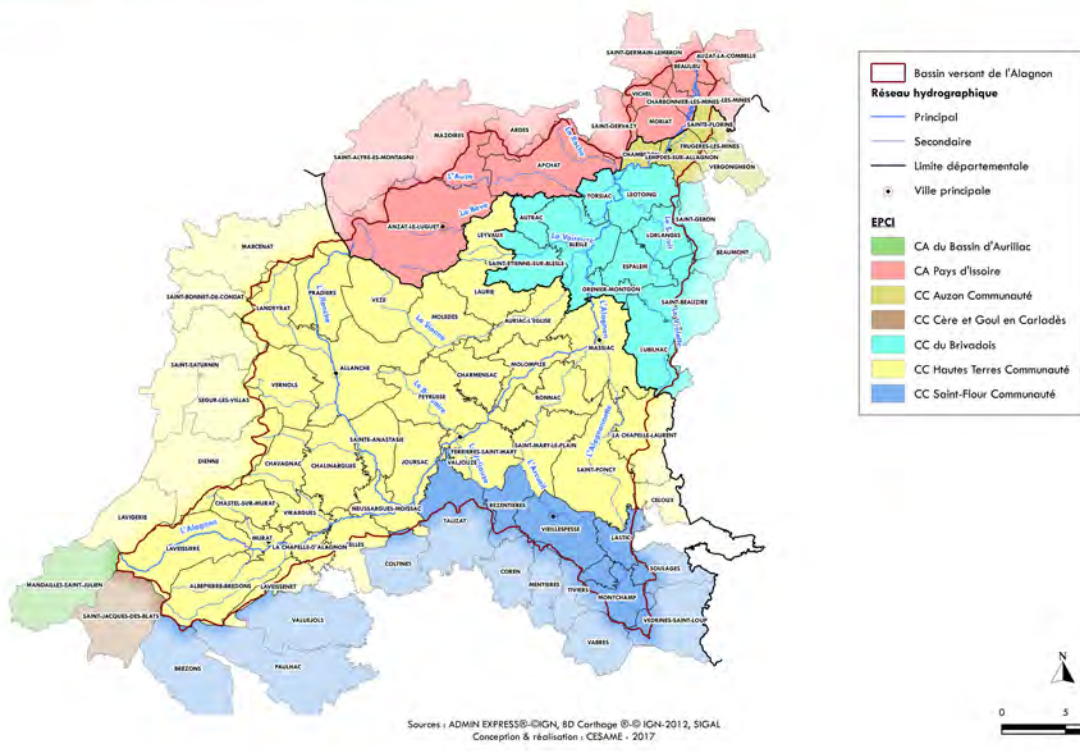 SAINT-GERMAIN-LEMBRON
AUZAT-LA-COMBELLE
BEAULIEU
VICHEL
CHARBONNIER-LES-MINES
-LES-MINES
MORIAT
SAINT-GERVAZY
SAINTE-FLORINE
FRUGERES-LES-MINES
LEMPDES-SUR-ALLAGNON
VERGONGHEON
MAZOIRES
ARDES
SAINT-ALYRE-ES-MONTAGNE
APCHAT
L'Auze
La Bave
ANZAT-LE-LUGUET
TORSIAC
LEOTOING
AUTRAC
LEYVAUX
BLESLE
SAINT-GERON
LORLANGES
BEAUMONT
SAINT-ETIENNE-SUR-BLESLE
ESPALEM
GRENIER-MONTGON
SAINT-BEAUZIRE
LUBILHAC
MARCENAT
SAINT-BONNET-DE-CONDAT
LANDEYRAT
PRADIERS
VEZE
LAURIE
MOLEDES
AURIAC-L'EGLISE
L'Alagnon
MASSIAC
SAINT-SATURNIN
ALLANCHE
MOLOMPIZE
CHARMENSAC
VERNOLS
PEYRUSSE
BONNAC
SEGUR-LES-VILLAS
L'Alagnonnette
SAINTE-ANASTASIE
SAINT-MARY-LE-PLAIN
LA CHAPELLE-LAURENT
DIENNE
CHAVAGNAC
CHALINARGUES
JOURSAC
FERRIERES-SAINT-MARY
VALJOUZE
SAINT-PONCY
CHASTEL-SUR-MURAT
VIRARGUES
NEUSSARGUES-MOISSAC
REZENTIERES
CELOUX
LAVIGERIE
L'Alagnon
TALIZAT
VIEILLESPESSE
LAVEISSIERE
MURAT
LA CHAPELLE-D'ALAGNON
CELLES
LASTIC
MANDAILLES-SAINT-JULIEN
ALBEPIERRE-BREDONS
LAVEISSENET
COLTINES
COREN
SOULAGES
MENTIERES
TIVIERS
MONTCHAMP
SAINT-JACQUES-DES-BLATS
VALUEJOLS
VEDRINES-SAINT-LOUP
VABRES
BREZONS
PAULHAC
Bassin versant de l'Alagnon
Réseau hydrographique
Principal
Secondaire
Limite départementale
Ville principale
EPCI
CA du Bassin d'Aurillac
CA Pays d'Issoire
CC Auzon Communauté
CC Cère et Goul en Carladès
CC du Brivadois
CC Hautes Terres Communauté
CC Saint-Flour Communauté
N
0 5
Sources : ADMIN EXPRESS®-©IGN, BD Carthage ®-© IGN-2012, SIGAL
Conception & réalisation : CESAME - 2017